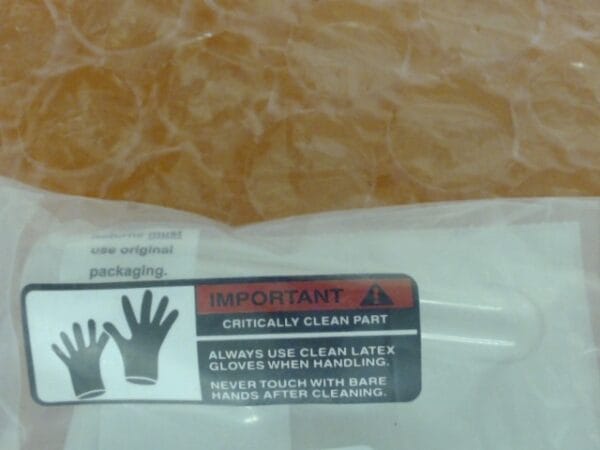 must
use original
packaging.
IMPORTANT
CRITICALLY CLEAN PART
ALWAYS USE CLEAN LATEX
GLOVES WHEN HANDLING.
NEVER TOUCH WITH BARE
HANDS AFTER CLEANING.